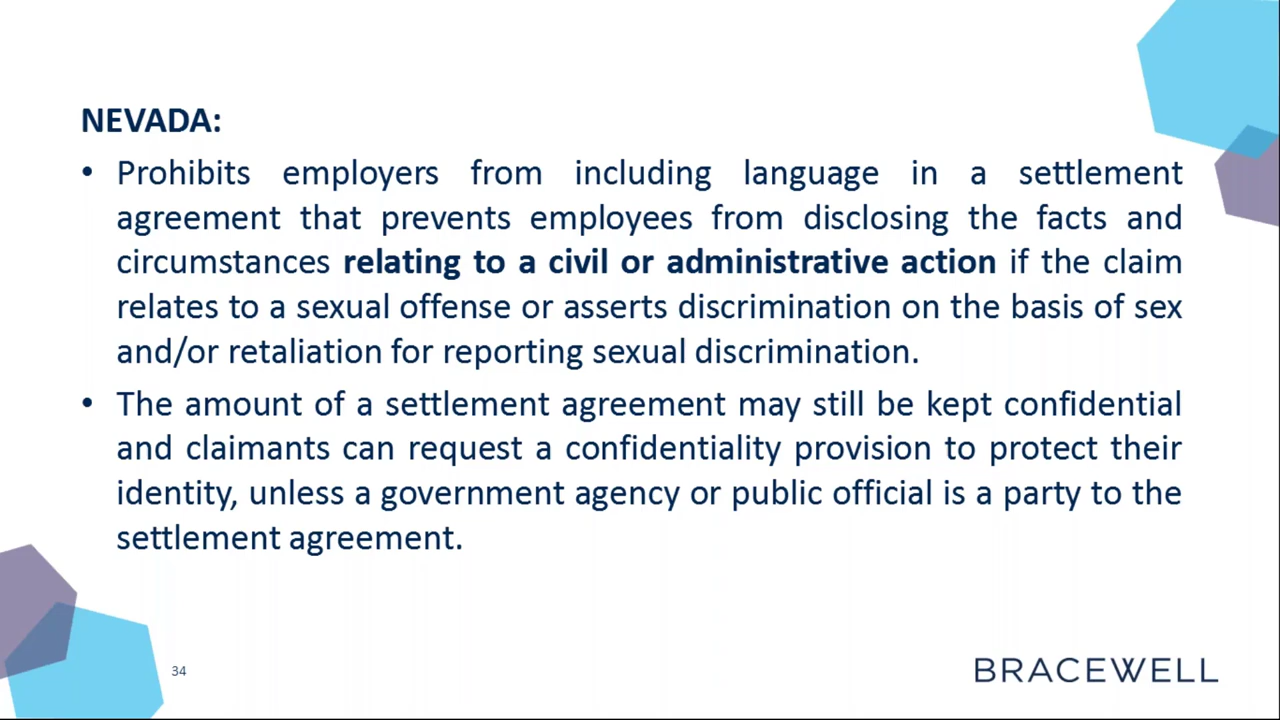 NEVADA:
• Prohibits employers from including language in a settlement
agreement that prevents employees from disclosing the facts and
circumstances relating to a civil or administrative action if the claim
relates to a sexual offense or asserts discrimination on the basis of sex
and/or retaliation for reporting sexual discrimination.
• The amount of a settlement agreement may still be kept confidential
and claimants can request a confidentiality provision to protect their
identity, unless a government agency or public official is a party to the
settlement agreement.
34
BRACEWELL